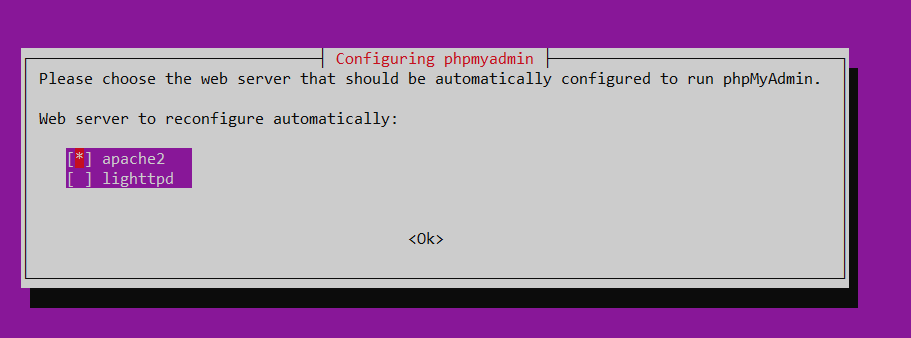 Configuring phpmyadmin
Please choose the web server that should be automatically configured to run phpMyAdmin.
Web server to reconfigure automatically:
[*] apache2
[ ] lighttpd
<Ok>